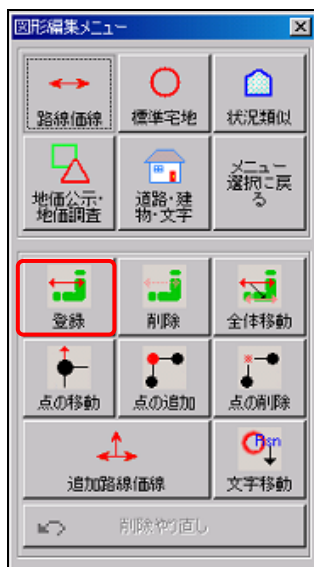 図形編集メニュー
路線価線
標準宅地
状況類似
地価公示・
地価調査
道路・建
物・文字
メニュー
選択に戻
る
登録
削除
全体移動
点の移動
点の追加
点の削除
追加路線価線
Rsn
文字移動
削除やり直し